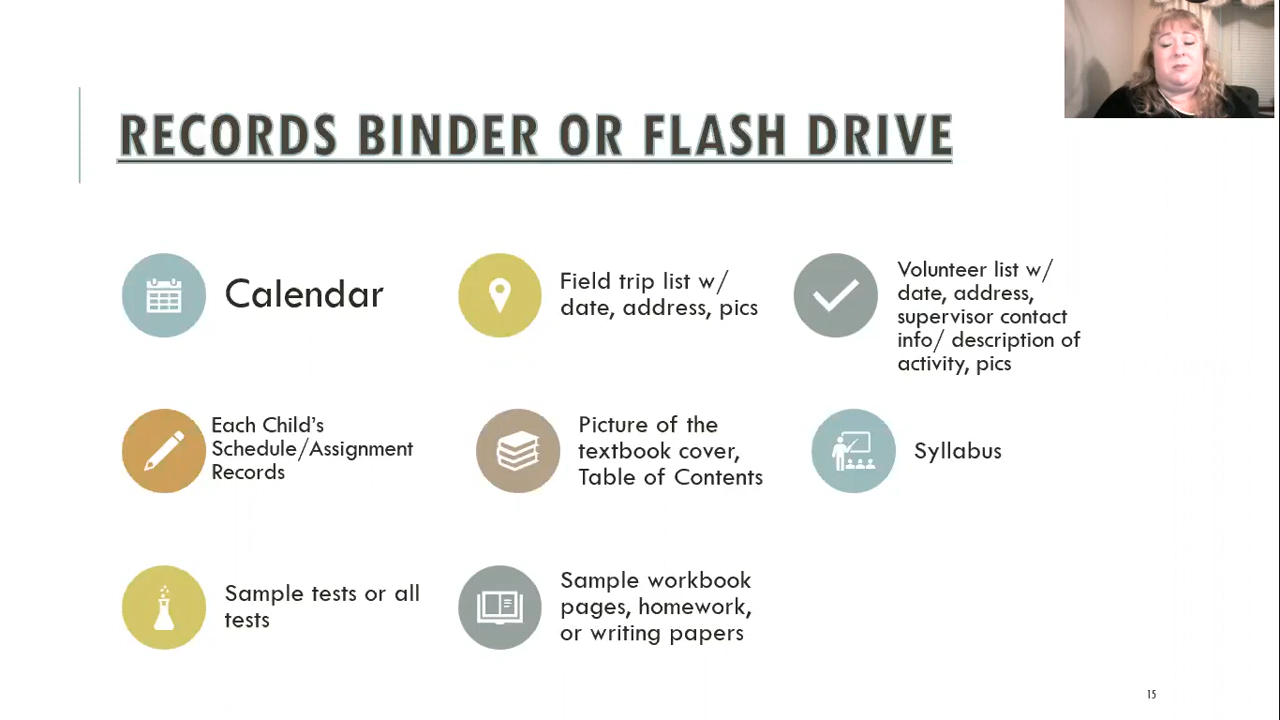 RECORDS BINDER OR FLASH DRIVE
Calendar
Field trip list w/
date, address, pics
Volunteer list w/
date, address,
supervisor contact
info/ description of
activity, pics
Each Child's
Schedule/Assignment
Records
Picture of the
textbook cover,
Table of Contents
Syllabus
Sample tests or all
tests
Sample workbook
pages, homework,
or writing papers
15